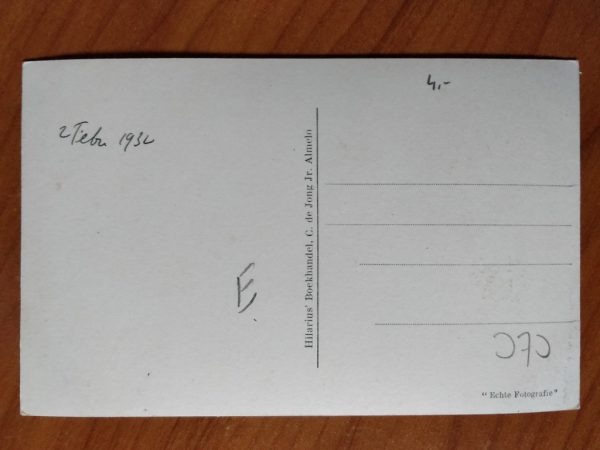 4,-
2 Febr 1932
Hilarius' Boekhandel, C. de Jong Jr. Almelo
E
070
"Echte Fotografie"